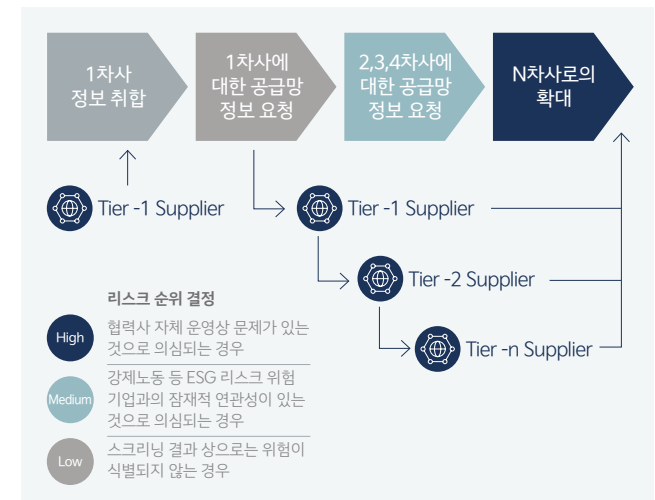 1차사
정보 취합
1차사에
대한 공급망
정보 요청
2,3,4차사에
대한 공급망
정보 요청
N차사로의
확대
Tier -1 Supplier
Tier -1 Supplier
Tier -2 Supplier
Tier -n Supplier
리스크 순위 결정
High
협력사 자체 운영상 문제가 있는
것으로 의심되는 경우
Medium
강제노동 등 ESG 리스크 위험
기업과의 잠재적 연관성이 있는
것으로 의심되는 경우
Low
스크리닝 결과 상으로는 위험이
식별되지 않는 경우